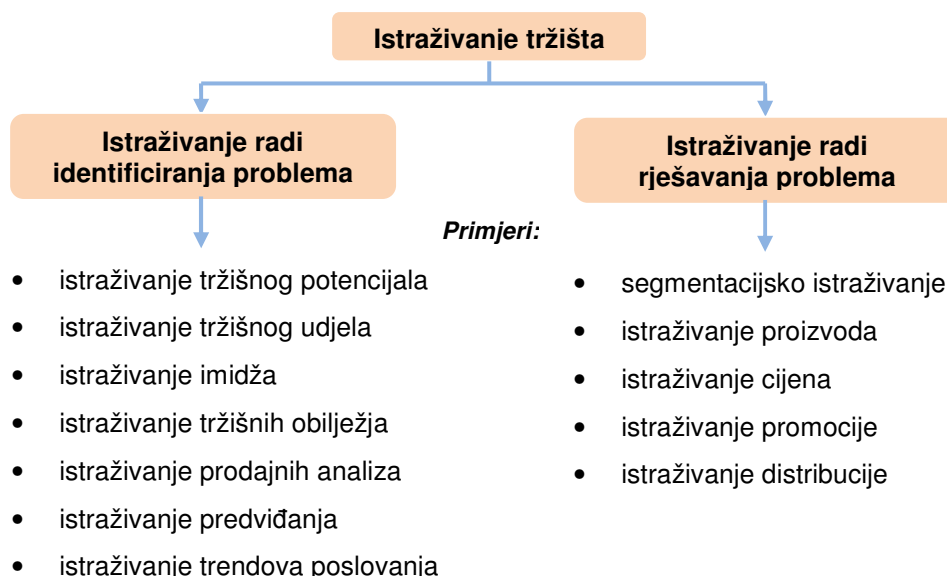 Istraživanje tržišta
Istraživanje radi
identificiranja problema
Istraživanje radi
rješavanja problema
Primjeri:
• istraživanje tržišnog potencijala
• istraživanje tržišnog udjela
• istraživanje imidža
• istraživanje tržišnih obilježja
• istraživanje prodajnih analiza
• istraživanje predviđanja
• istraživanje trendova poslovanja
• segmentacijsko istraživanje
• istraživanje proizvoda
• istraživanje cijena
• istraživanje promocije
• istraživanje distribucije